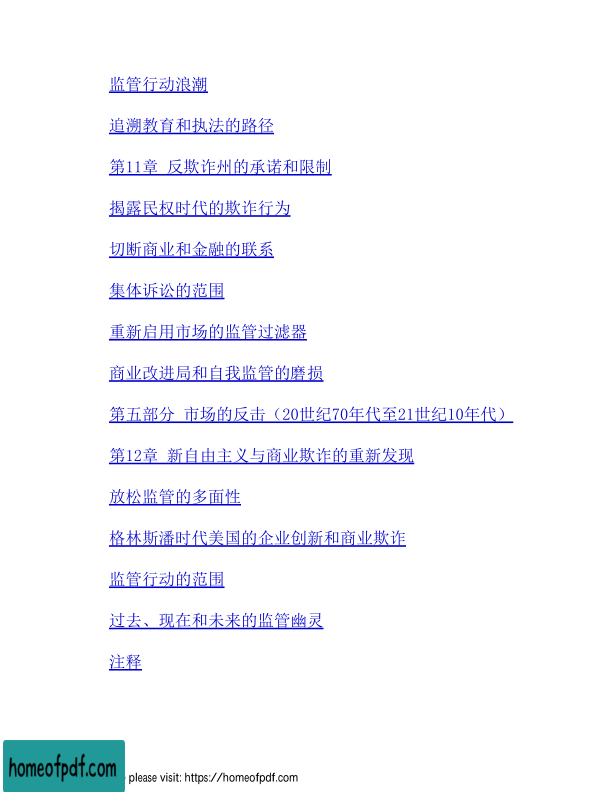 监管行动浪潮
追溯教育和执法的路径
第11章 反欺诈州的承诺和限制
揭露民权时代的欺诈行为
切断商业和金融的联系
集体诉讼的范围
重新启用市场的监管过滤器
商业改进局和自我监管的磨损
第五部分 市场的反击（20世纪70年代至21世纪10年代）
第12章 新自由主义与商业欺诈的重新发现
放松监管的多面性
格林斯潘时代美国的企业创新和商业欺诈
监管行动的范围
过去、现在和未来的监管幽灵
注释
homeofpdf.com
please visit: https://homeofpdf.com